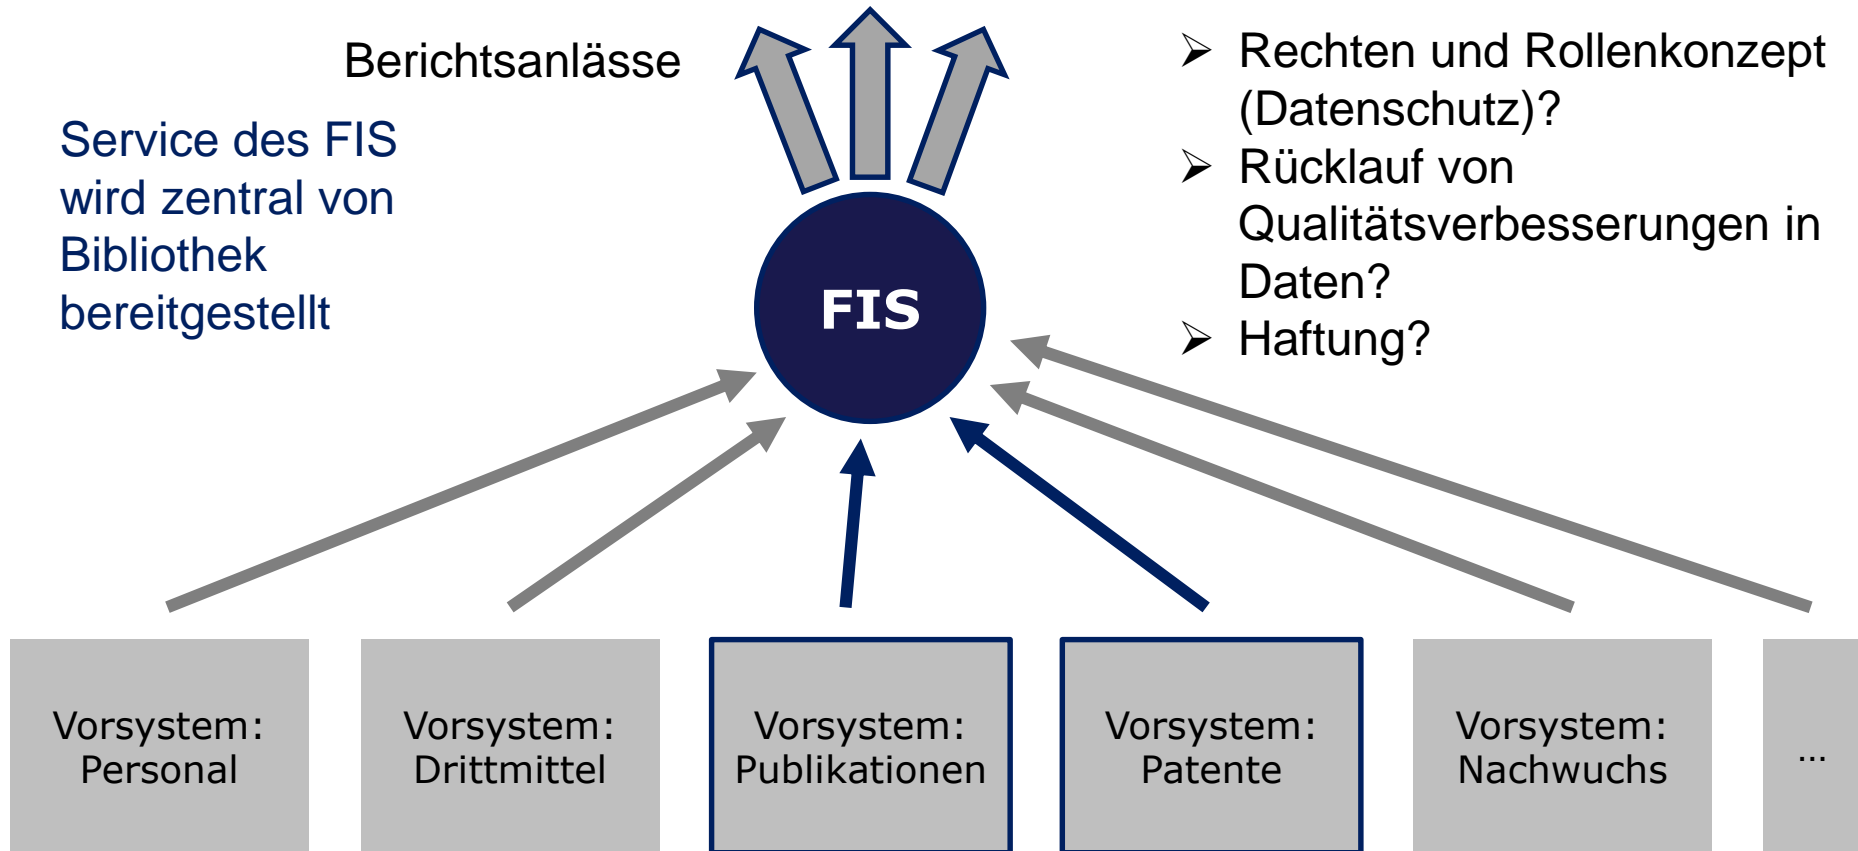 Berichtsanlässe
Service des FIS
wird zentral von
Bibliothek
bereitgestellt
➢ Rechten und Rollenkonzept
(Datenschutz)?
➢ Rücklauf von
Qualitätsverbesserungen in
Daten?
➢ Haftung?
FIS
Vorsystem:
Personal
Vorsystem:
Drittmittel
Vorsystem:
Publikationen
Vorsystem:
Patente
Vorsystem:
Nachwuchs
...